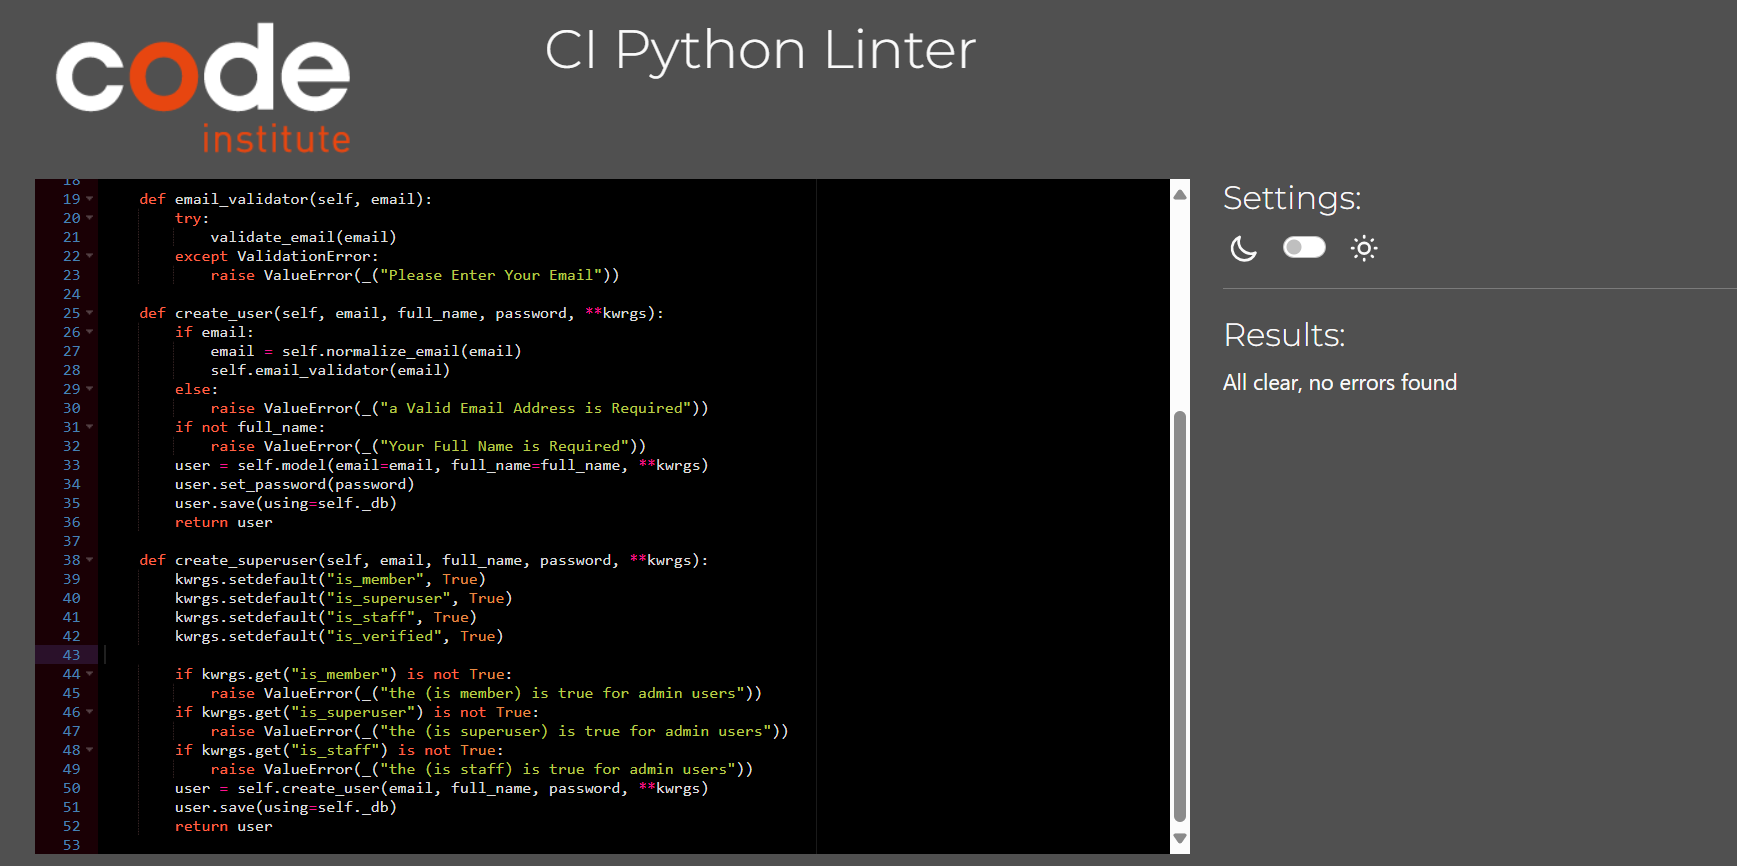 code
institute
CI Python Linter
18
19 def email_validator(self, email):
20 try:
21 validate_email(email)
22 except ValidationError:
23 raise ValueError(_("Please Enter Your Email"))
24
25 def create_user(self, email, full_name, password, **kwrgs):
26 if email:
27 email = self.normalize_email(email)
28 self.email_validator(email)
29 else:
30 raise ValueError(_("a Valid Email Address is Required"))
31 if not full_name:
32 raise ValueError(_("Your Full Name is Required"))
33 user = self.model(email=email, full_name=full_name, **kwrgs)
34 user.set_password(password)
35 user.save(using=self._db)
36 return user
37
38 def create_superuser(self, email, full_name, password, **kwrgs):
39 kwrgs.setdefault("is_member", True)
40 kwrgs.setdefault("is_superuser", True)
41 kwrgs.setdefault("is_staff", True)
42 kwrgs.setdefault("is_verified", True)
43
44 if kwrgs.get("is_member") is not True:
45 raise ValueError(_("the (is member) is true for admin users"))
46 if kwrgs.get("is_superuser") is not True:
47 raise ValueError(_("the (is superuser) is true for admin users"))
48 if kwrgs.get("is_staff") is not True:
49 raise ValueError(_("the (is staff) is true for admin users"))
50 user = self.create_user(email, full_name, password, **kwrgs)
51 user.save(using=self._db)
52 return user
53
Settings:
Results:
All clear, no errors found